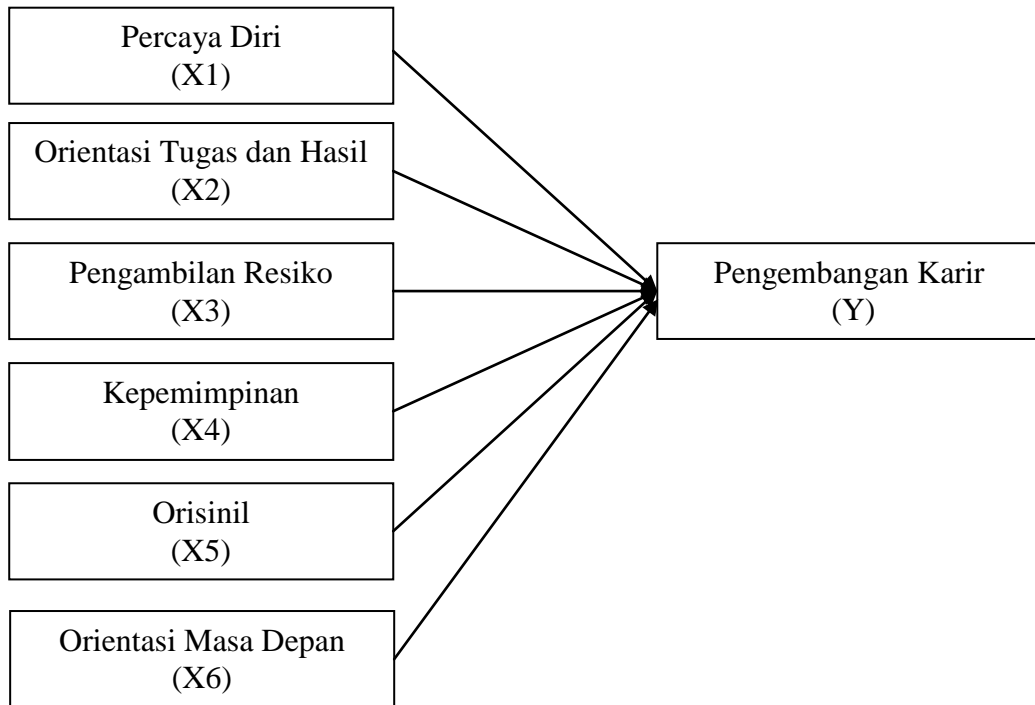 Percaya Diri
(X1)
Orientasi Tugas dan Hasil
(X2)
Pengambilan Resiko
(X3)
Kepemimpinan
(X4)
Orisinil
(X5)
Orientasi Masa Depan
(X6)
Pengembangan Karir
(Y)